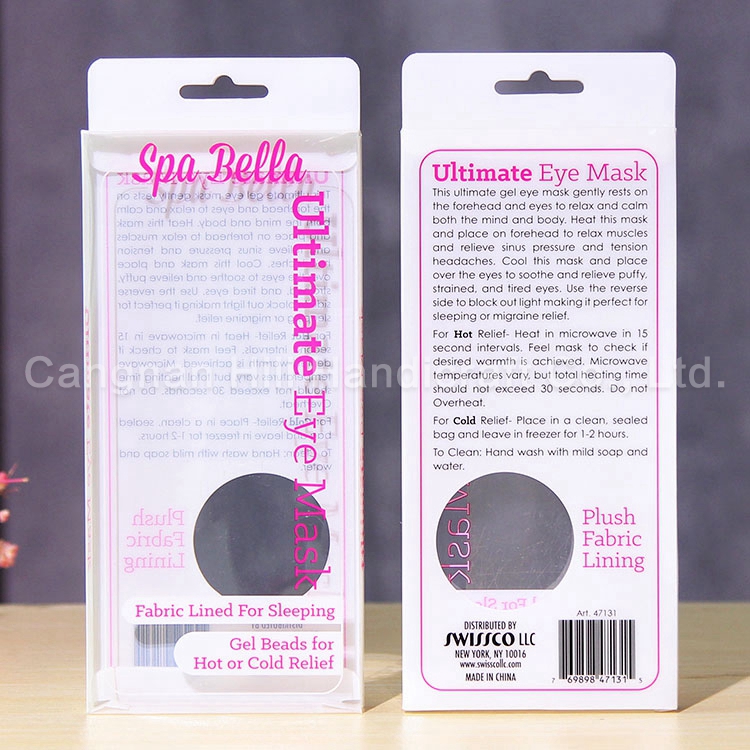 Spa Bella
Ultimate Eye Mask
Fabric Lined For Sleeping
Gel Beads for
Hot or Cold Relief
Ultimate Eye Mask
This ultimate gel eye mask gently rests on
the forehead and eyes to relax and calm
both the mind and body. Heat this mask
and place on forehead to relax muscles
and relieve sinus pressure and tension
headaches. Cool this mask and place
over the eyes to soothe and relieve puffy,
strained, and tired eyes. Use the reverse
side to block out light making it perfect for
sleeping or migraine relief.
For Hot Relief- Heat in microwave in 15
second intervals. Feel mask to check if
desired warmth is achieved. Microwave
temperatures vary, but total heating time
should not exceed 30 seconds. Do not
Overheat.
For Cold Relief- Place in a clean, sealed
bag and leave in freezer for 1-2 hours.
To Clean: Hand wash with mild soap and
water.
Plush
Fabric
Lining
Art. 47131
DISTRIBUTED BY
SWISSCO LLC
NEW YORK, NY 10016
www.swisscollc.com
MADE IN CHINA
7 69898 47131 5
Cangnan Ltd.